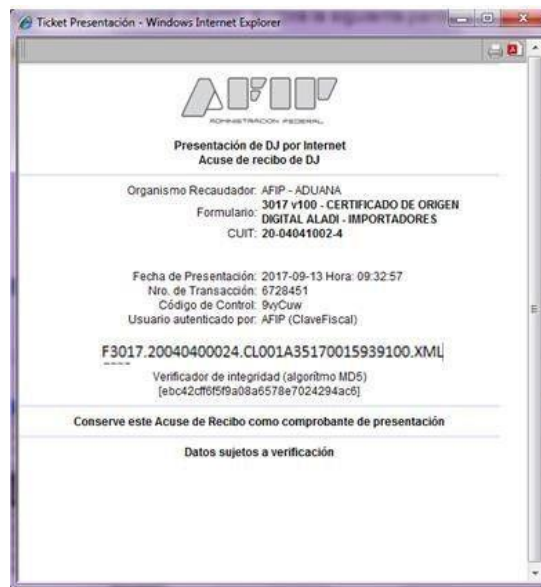 Ticket Presentación - Windows Internet Explorer
AFIP
ADMINISTRACION FEDERAL
Presentación de DJ por Internet
Acuse de recibo de DJ
Organismo Recaudador: AFIP - ADUANA
Formulario: 3017 v100 - CERTIFICADO DE ORIGEN
DIGITAL ALADI - IMPORTADORES
CUIT: 20-04041002-4
Fecha de Presentación: 2017-09-13 Hora: 09:32:57
Nro. de Transacción: 6728451
Código de Control: 9vyCuw
Usuario autenticado por: AFIP (ClaveFiscal)
F3017.20040400024.CL001A35170015939100.XML
Verificador de integridad (algoritmo MD5)
[ebc42cff6f5f9a08a6578e7024294ac6]
Conserve este Acuse de Recibo como comprobante de presentación
Datos sujetos a verificación